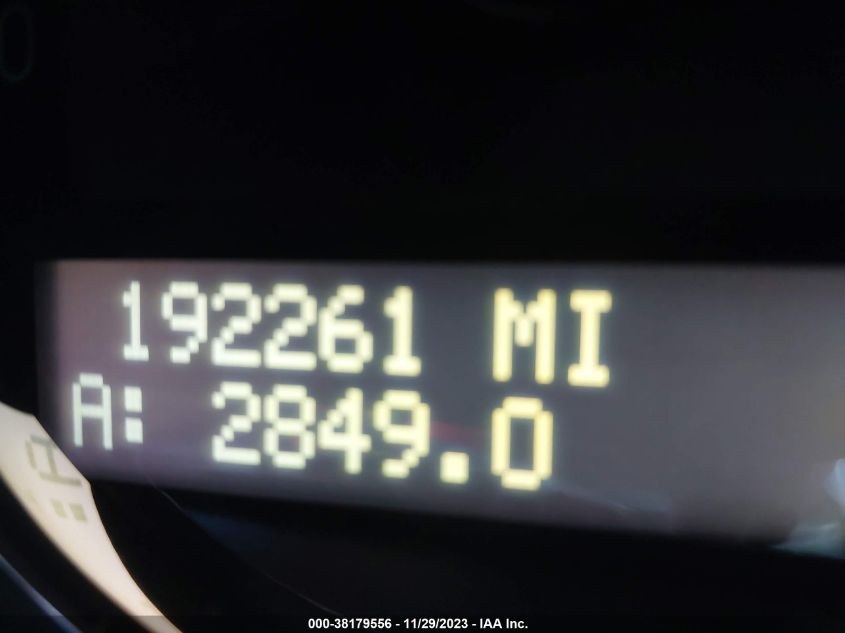 192261 MI
A: 2849.0
000-38179556 - 11/29/2023 - IAA Inc.